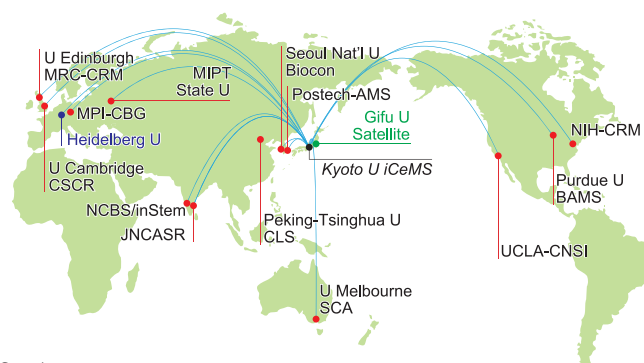 U Edinburgh
MRC-CRM
MIPT
State U
MPI-CBG
Heidelberg U
U Cambridge
CSCR
NCBS/inStem
JNCASR
Seoul Nat'l U
Biocon
Postech-AMS
Gifu U
Satellite
Kyoto U iCeMS
Peking-Tsinghua U
CLS
U Melbourne
SCA
NIH-CRM
Purdue U
BAMS
UCLA-CNSI